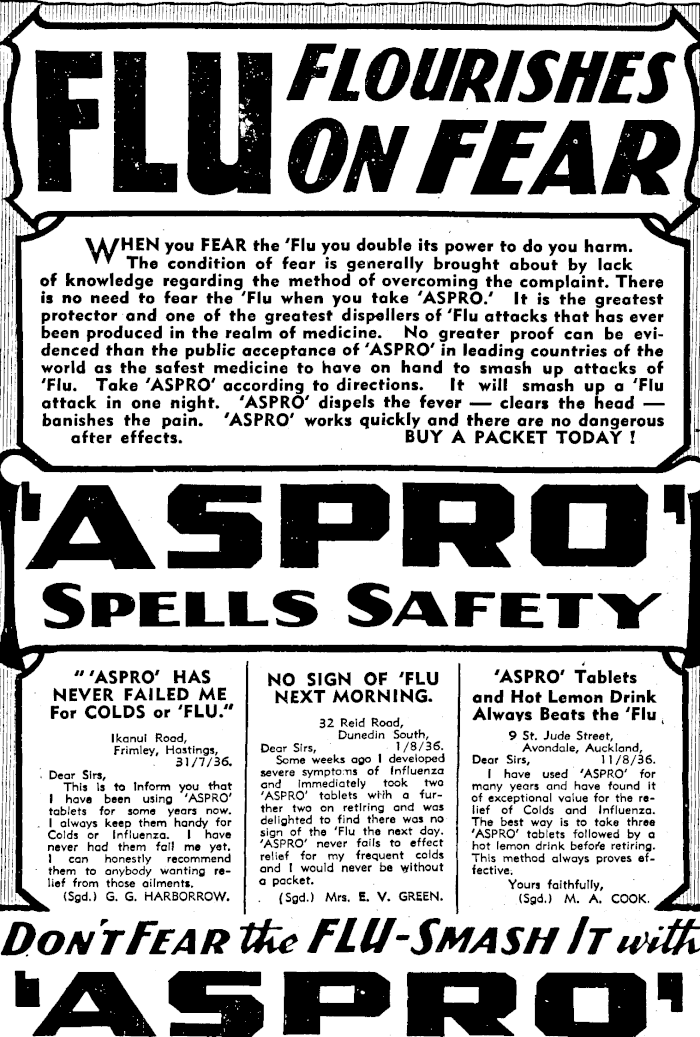 FLU FLOURISHES
ON FEAR
WHEN you FEAR the 'Flu you double its power to do you harm.
The condition of fear is generally brought about by lack
of knowledge regarding the method of overcoming the complaint. There
is no need to fear the 'Flu when you take 'ASPRO.' It is the greatest
protector and one of the greatest dispellers of 'Flu attacks that has ever
been produced in the realm of medicine. No greater proof can be evi-
denced than the public acceptance of 'ASPRO' in leading countries of the
world as the safest medicine to have on hand to smash up attacks of
'Flu. Take 'ASPRO' according to directions. It will smash up a 'Flu
attack in one night. 'ASPRO' dispels the fever — clears the head —
banishes the pain. 'ASPRO' works quickly and there are no dangerous
after effects. BUY A PACKET TODAY !
'ASPRO'
SPELLS SAFETY
" 'ASPRO' HAS
NEVER FAILED ME
For COLDS or 'FLU."
Ikanui Road,
Frimley, Hastings,
31/7/36.
Dear Sirs,
This is to inform you that
I have been using 'ASPRO'
tablets for some years now.
I always keep them handy for
Colds or Influenza. I have
never had them fail me yet.
I can honestly recommend
them to anybody wanting re-
lief from those ailments.
(Sgd.) G. G. HARBORROW.
NO SIGN OF 'FLU
NEXT MORNING.
32 Reid Road,
Dunedin South,
Dear Sirs, 1/8/36.
Some weeks ago I developed
severe symptoms of Influenza
and immediately took two
'ASPRO' tablets with a fur-
ther two on retiring and was
delighted to find there was no
sign of the 'Flu the next day.
'ASPRO' never fails to effect
relief for my frequent colds
and I would never be without
a packet.
(Sgd.) Mrs. E. V. GREEN.
'ASPRO' Tablets
and Hot Lemon Drink
Always Beats the 'Flu
9 St. Jude Street,
Avondale, Auckland,
Dear Sirs, 11/8/36.
I have used 'ASPRO' for
many years and have found it
of exceptional value for the re-
lief of Colds and Influenza.
The best way is to take three
'ASPRO' tablets followed by a
hot lemon drink before retiring.
This method always proves ef-
fective.
Yours faithfully,
(Sgd.) M. A. COOK.
DON'T FEAR the FLU-SMASH IT with
'ASPRO'